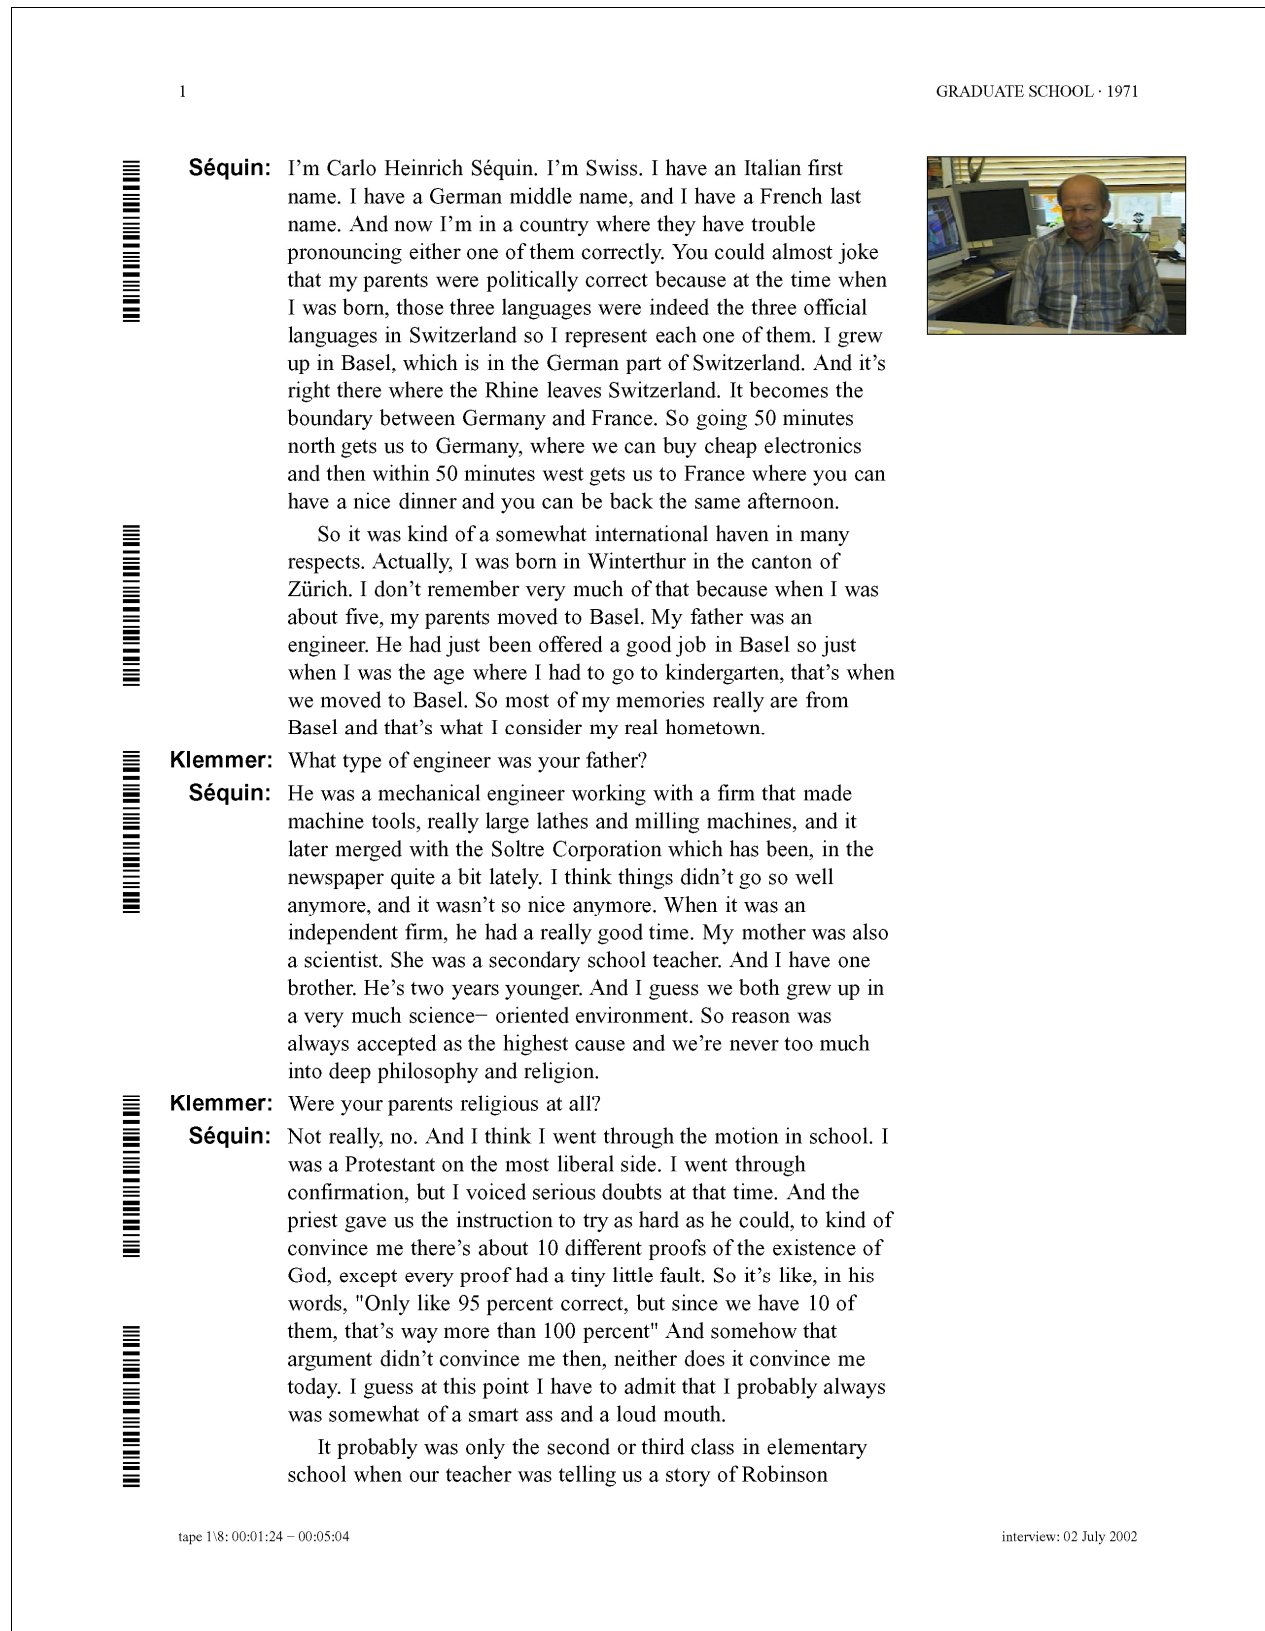 1 GRADUATE SCHOOL · 1971
Séquin: I’m Carlo Heinrich Séquin. I’m Swiss. I have an Italian first
name. I have a German middle name, and I have a French last
name. And now I’m in a country where they have trouble
pronouncing either one of them correctly. You could almost joke
that my parents were politically correct because at the time when
I was born, those three languages were indeed the three official
languages in Switzerland so I represent each one of them. I grew
up in Basel, which is in the German part of Switzerland. And it’s
right there where the Rhine leaves Switzerland. It becomes the
boundary between Germany and France. So going 50 minutes
north gets us to Germany, where we can buy cheap electronics
and then within 50 minutes west gets us to France where you can
have a nice dinner and you can be back the same afternoon.
So it was kind of a somewhat international haven in many
respects. Actually, I was born in Winterthur in the canton of
Zürich. I don’t remember very much of that because when I was
about five, my parents moved to Basel. My father was an
engineer. He had just been offered a good job in Basel so just
when I was the age where I had to go to kindergarten, that’s when
we moved to Basel. So most of my memories really are from
Basel and that’s what I consider my real hometown.
Klemmer: What type of engineer was your father?
Séquin: He was a mechanical engineer working with a firm that made
machine tools, really large lathes and milling machines, and it
later merged with the Soltre Corporation which has been, in the
newspaper quite a bit lately. I think things didn’t go so well
anymore, and it wasn’t so nice anymore. When it was an
independent firm, he had a really good time. My mother was also
a scientist. She was a secondary school teacher. And I have one
brother. He’s two years younger. And I guess we both grew up in
a very much science− oriented environment. So reason was
always accepted as the highest cause and we’re never too much
into deep philosophy and religion.
Klemmer: Were your parents religious at all?
Séquin: Not really, no. And I think I went through the motion in school. I
was a Protestant on the most liberal side. I went through
confirmation, but I voiced serious doubts at that time. And the
priest gave us the instruction to try as hard as he could, to kind of
convince me there’s about 10 different proofs of the existence of
God, except every proof had a tiny little fault. So it’s like, in his
words, "Only like 95 percent correct, but since we have 10 of
them, that’s way more than 100 percent" And somehow that
argument didn’t convince me then, neither does it convince me
today. I guess at this point I have to admit that I probably always
was somewhat of a smart ass and a loud mouth.
It probably was only the second or third class in elementary
school when our teacher was telling us a story of Robinson
tape 1\8: 00:01:24 − 00:05:04 interview: 02 July 2002